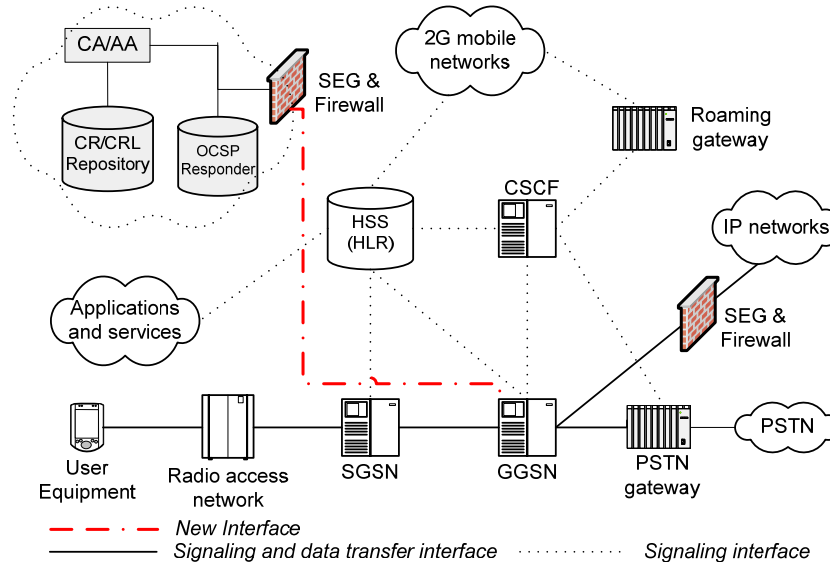 CA/AA
CR/CRL
Repository
OCSP
Responder
SEG &
Firewall
2G mobile
networks
Roaming
gateway
CSCF
HSS
(HLR)
IP networks
SEG &
Firewall
Applications
and services
User
Equipment
Radio access
network
SGSN
GGSN
PSTN
gateway
PSTN
New Interface
Signaling and data transfer interface
Signaling interface